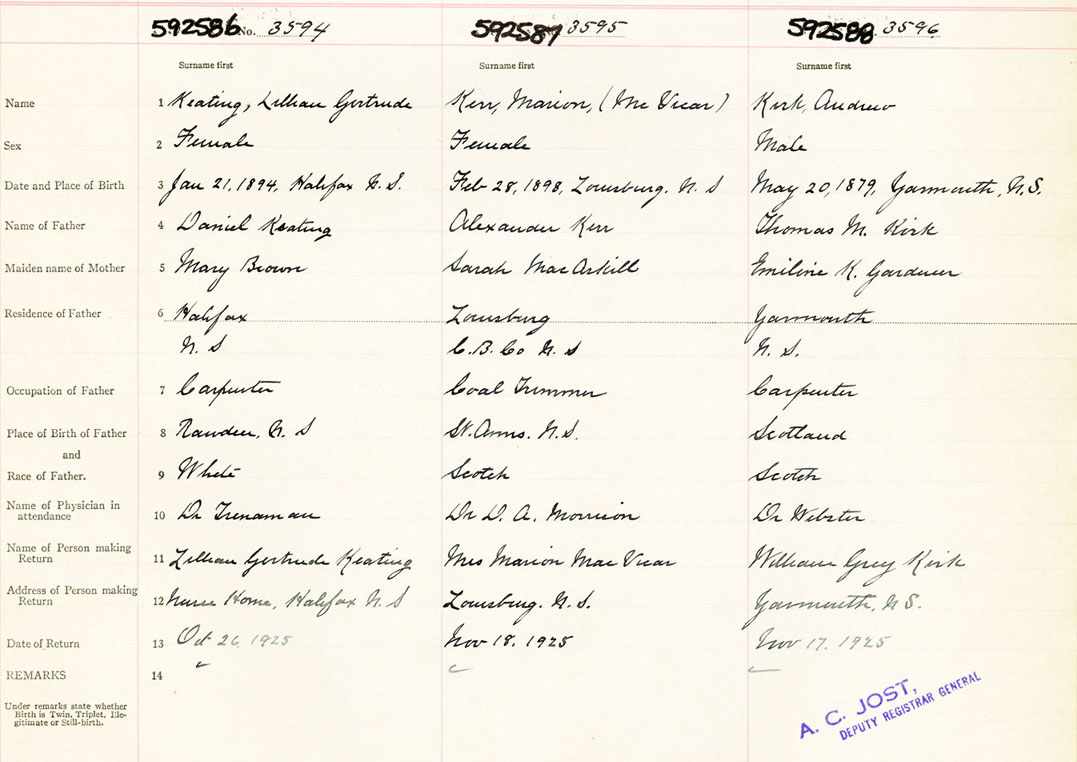 592586 No. 3594 592587 3595 592588 3596
Surname first Surname first Surname first
Name 1 Keating, Lillian Gertrude Kerr, Marion, (Mc Vicar) Kirk, Andrew
Sex 2 Female Female Male
Date and Place of Birth 3 Jan 21, 1894, Halifax N. S. Feb 28, 1898, Louisburg, N. S May 20, 1879, Yarmouth, N.S.
Name of Father 4 Daniel Keating Alexander Kerr Thomas M. Kirk
Maiden name of Mother 5 Mary Brown Sarah MacAskill Emiline K. Gardner
Residence of Father 6 Halifax Louisburg Yarmouth
N. S C. B. Co N. S N. S.
Occupation of Father 7 Carpenter Coal Trimmer Carpenter
Place of Birth of Father 8 Rawdon, N. S St. Anns. N. S. Scotland
and
Race of Father. 9 White Scotch Scotch
Name of Physician in
attendance 10 Dr Trenaman Dr D. A. Morrison Dr Webster
Name of Person making
Return 11 Lillian Gertrude Keating Mrs Marion Mac Vicar William Grey Kirk
Address of Person making
Return 12 Nurse Home, Halifax N. S Louisburg. N. S. Yarmouth, N S.
Date of Return 13 Oct 26, 1925 Nov 18. 1925 Nov 17. 1925
REMARKS 14
Under remarks state whether
Birth is Twin, Triplet, Ille-
gitimate or Still-birth.
A. C. JOST,
DEPUTY REGISTRAR GENERAL